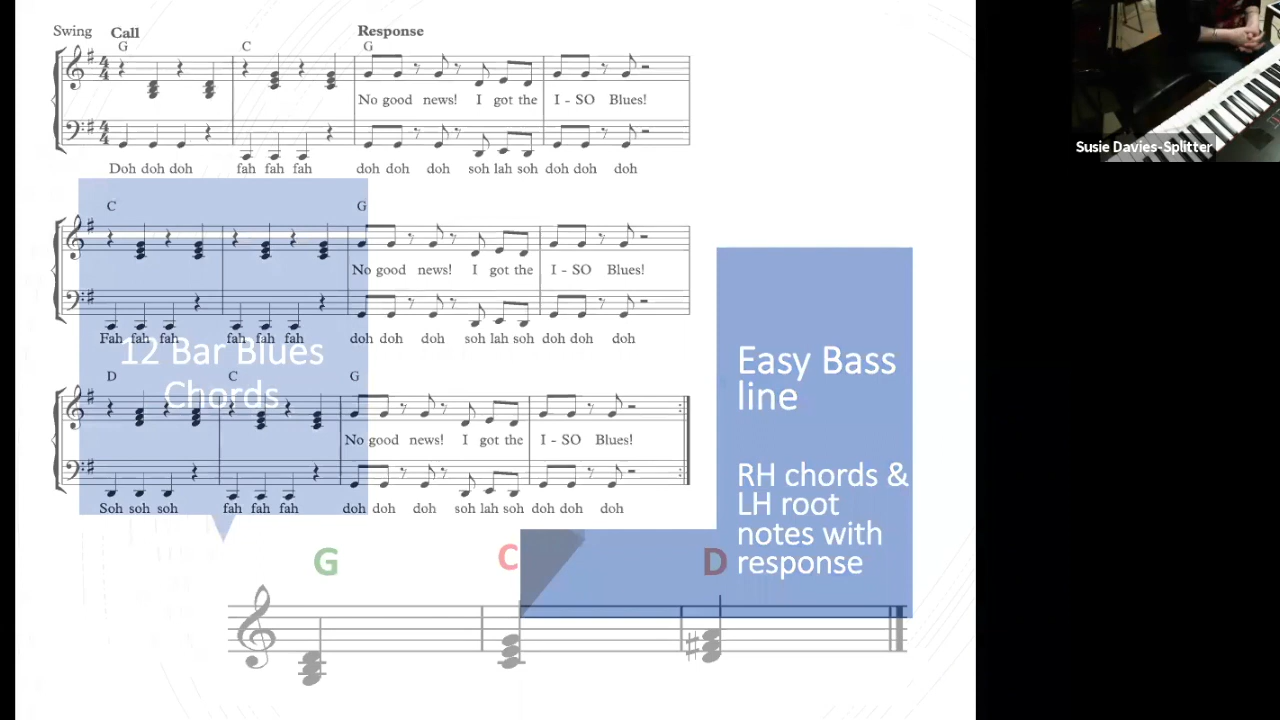 Swing Call Response
G C G
No good news! I got the I - SO Blues!
Doh doh doh fah fah fah doh doh doh soh lah soh doh doh doh
C G
No good news! I got the I - SO Blues!
Fah fah fah fah fah fah doh doh doh soh lah soh doh doh doh
D C G
No good news! I got the I - SO Blues!
Soh soh soh fah fah fah doh doh doh soh lah soh doh doh doh
12 Bar Blues
Chords
Easy Bass
line
RH chords &
LH root
notes with
response
G C D
Susie Davies-Splitter